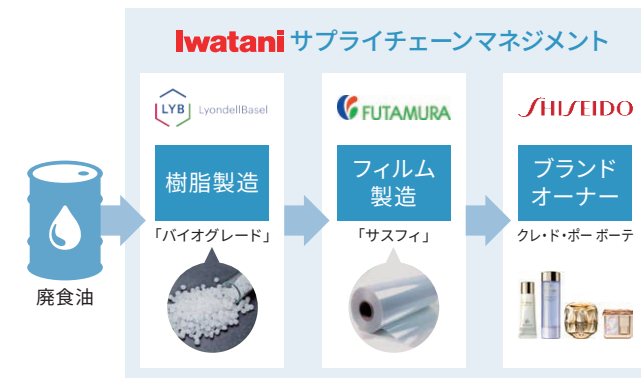 Iwatani サプライチェーンマネジメント
LYB LyondellBasel
FUTAMURA
SHISEIDO
樹脂製造
フィルム
製造
ブランド
オーナー
「バイオグレード」
「サスフィ」
クレ・ド・ポー ボーテ
廃食油